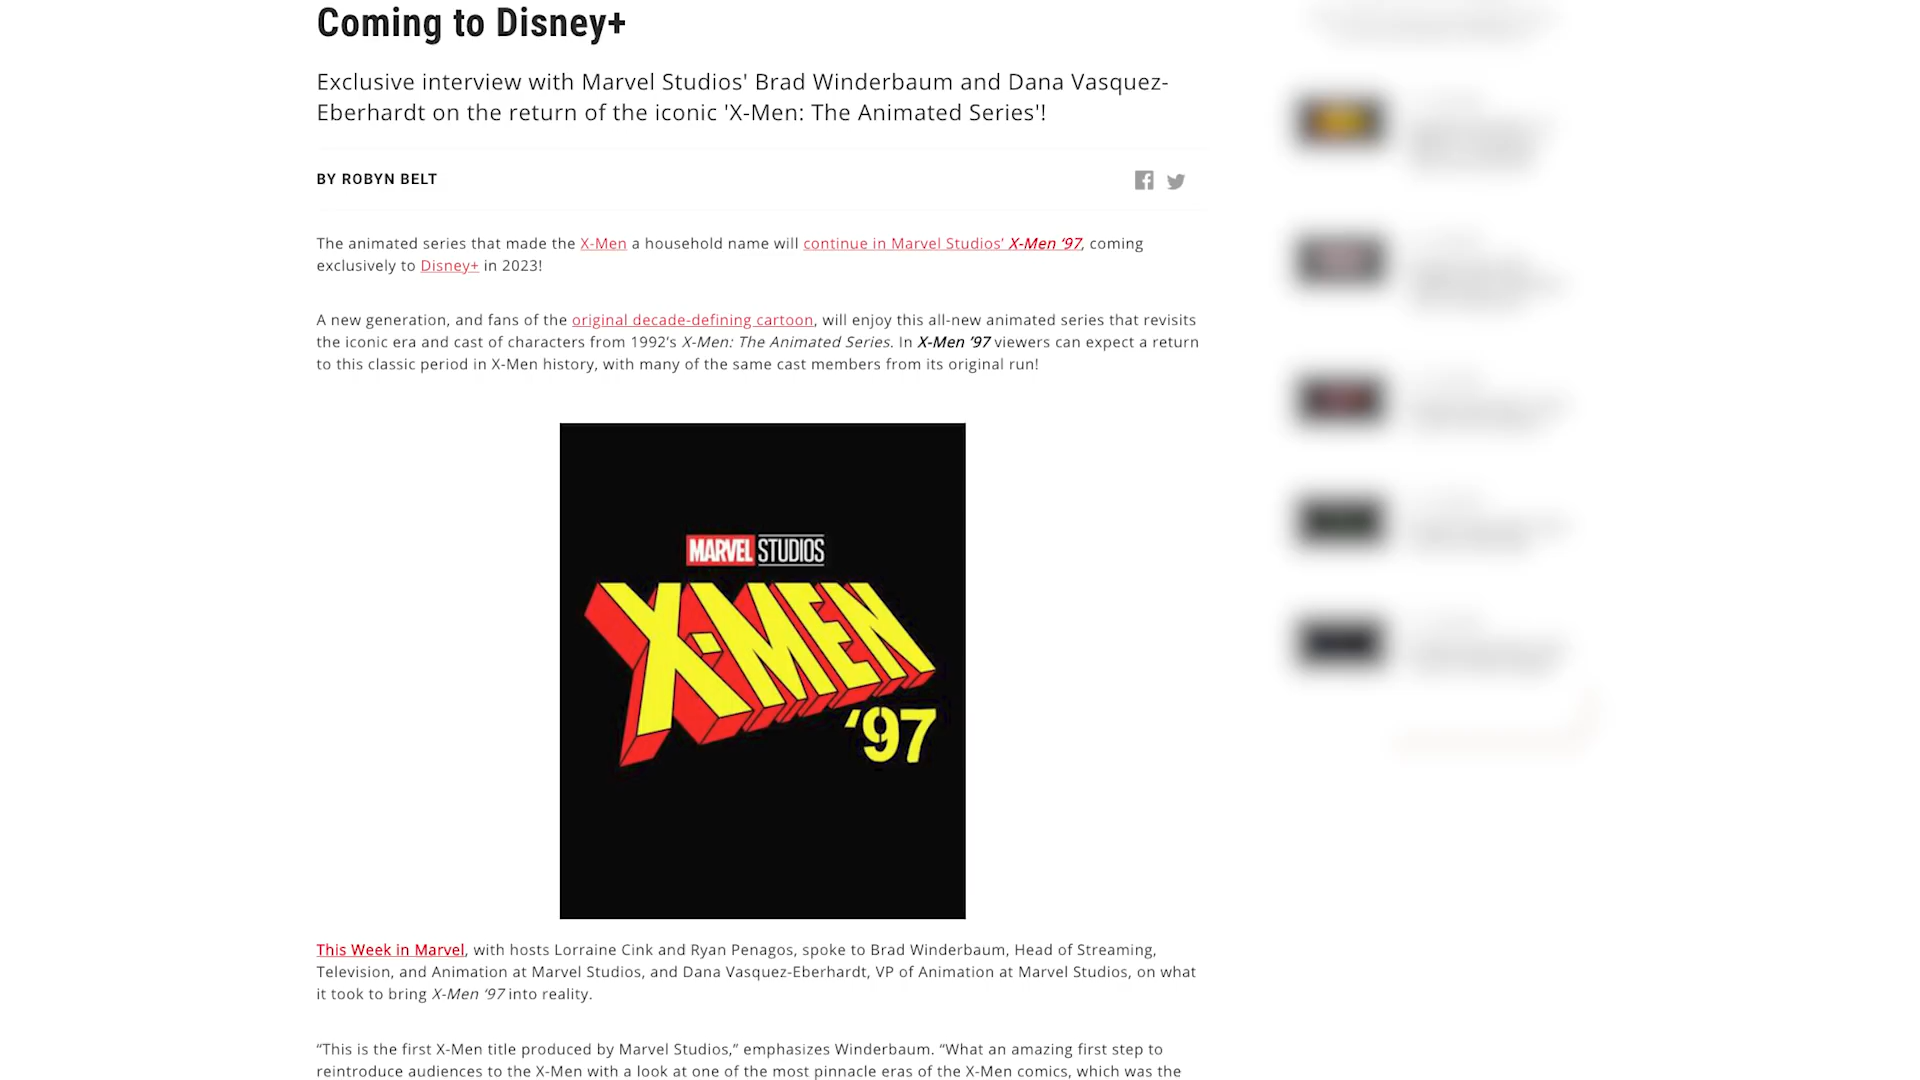 Coming to Disney+
Exclusive interview with Marvel Studios' Brad Winderbaum and Dana Vasquez-
Eberhardt on the return of the iconic 'X-Men: The Animated Series'!
BY ROBYN BELT
The animated series that made the X-Men a household name will continue in Marvel Studios’ X-Men ‘97, coming
exclusively to Disney+ in 2023!
A new generation, and fans of the original decade-defining cartoon, will enjoy this all-new animated series that revisits
the iconic era and cast of characters from 1992’s X-Men: The Animated Series. In X-Men ’97 viewers can expect a return
to this classic period in X-Men history, with many of the same cast members from its original run!
MARVEL STUDIOS
X-MEN
‘97
This Week in Marvel, with hosts Lorraine Cink and Ryan Penagos, spoke to Brad Winderbaum, Head of Streaming,
Television, and Animation at Marvel Studios, and Dana Vasquez-Eberhardt, VP of Animation at Marvel Studios, on what
it took to bring X-Men ‘97 into reality.
“This is the first X-Men title produced by Marvel Studios,” emphasizes Winderbaum. “What an amazing first step to
reintroduce audiences to the X-Men with a look at one of the most pinnacle eras of the X-Men comics, which was the